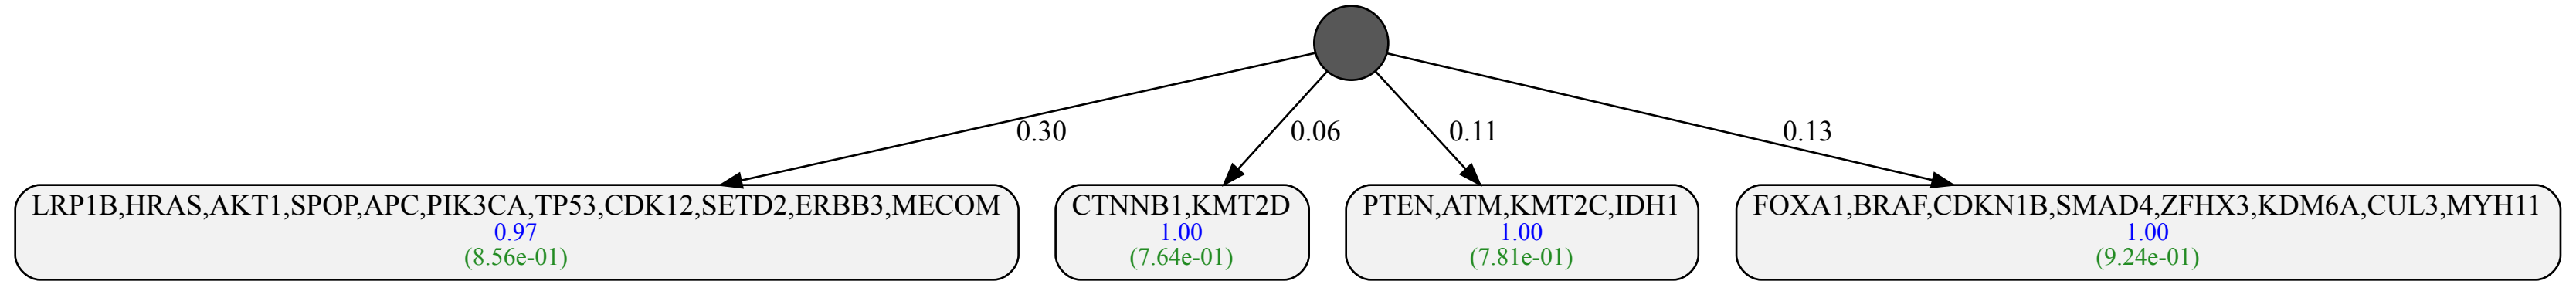 0.30
0.06
0.11
0.13
LRP1B,HRAS,AKT1,SPOP,APC,PIK3CA,TP53,CDK12,SETD2,ERBB3,MECOM
0.97
(8.56e-01)
CTNNB1,KMT2D
1.00
(7.64e-01)
PTEN,ATM,KMT2C,IDH1
1.00
(7.81e-01)
FOXA1,BRAF,CDKN1B,SMAD4,ZFHX3,KDM6A,CUL3,MYH11
1.00
(9.24e-01)